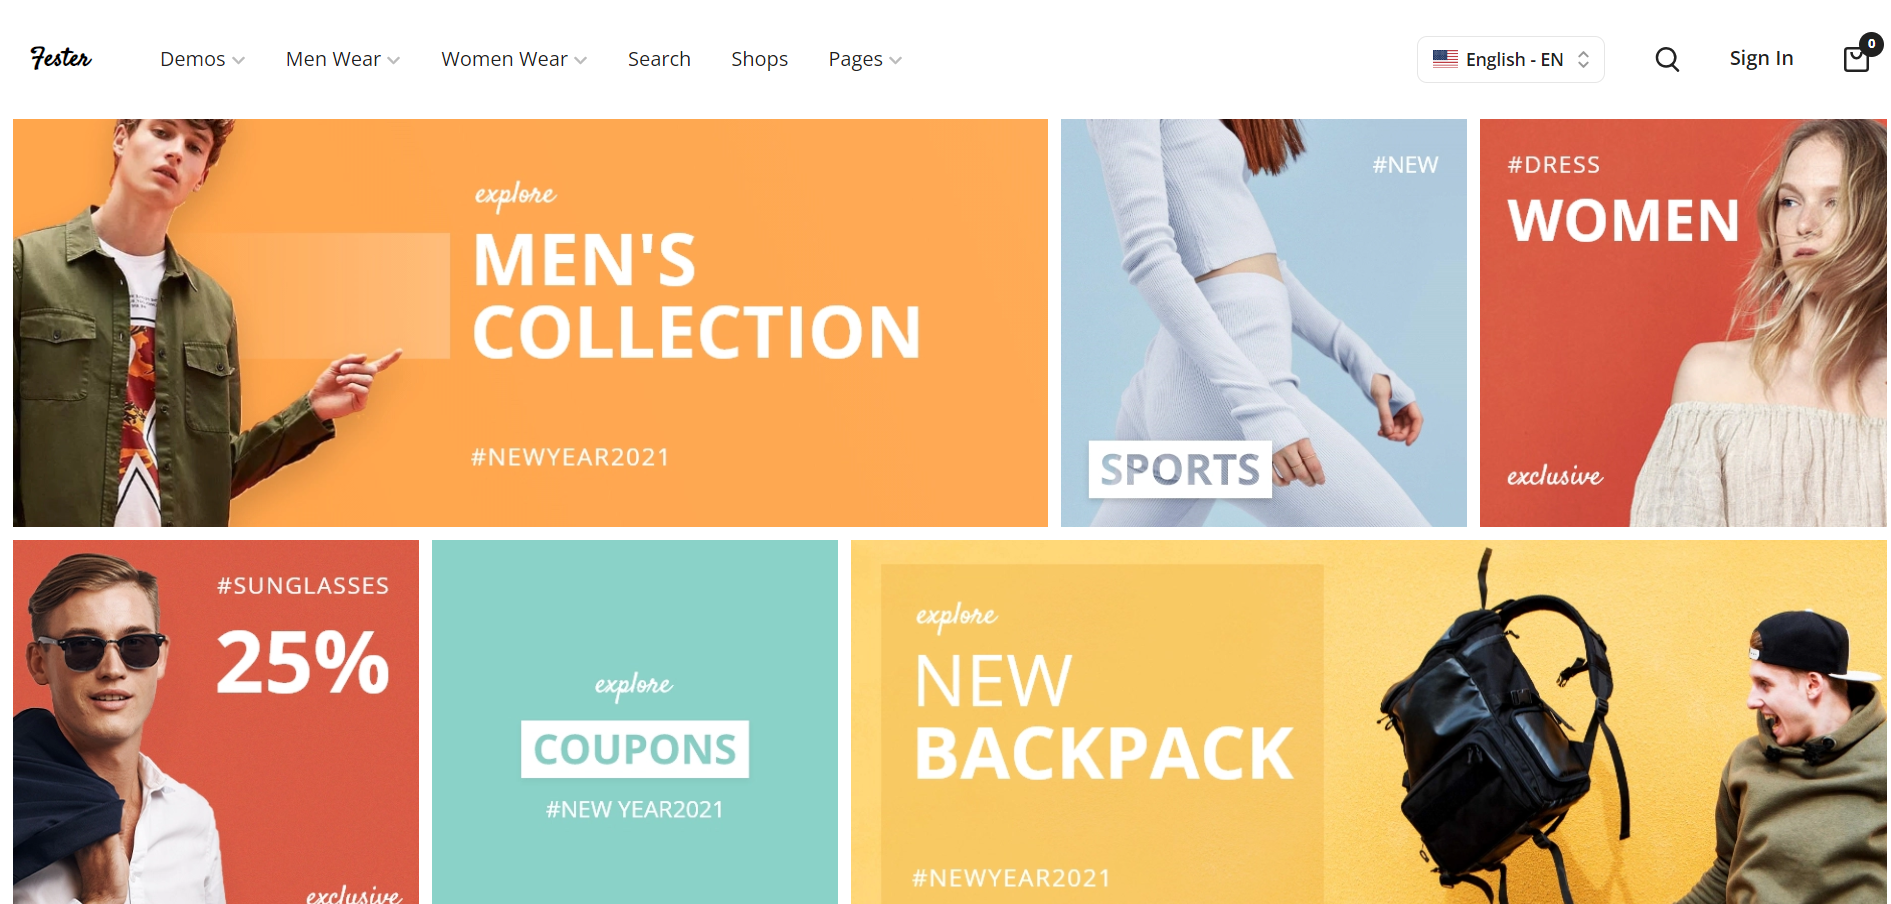 Fester
Demos
Men Wear
Women Wear
Search
Shops
Pages
English - EN
Sign In
0
explore
MEN'S
COLLECTION
#NEWYEAR2021
#NEW
SPORTS
#DRESS
WOMEN
exclusive
#SUNGLASSES
25%
exclusive
explore
COUPONS
#NEW YEAR2021
explore
NEW
BACKPACK
#NEWYEAR2021